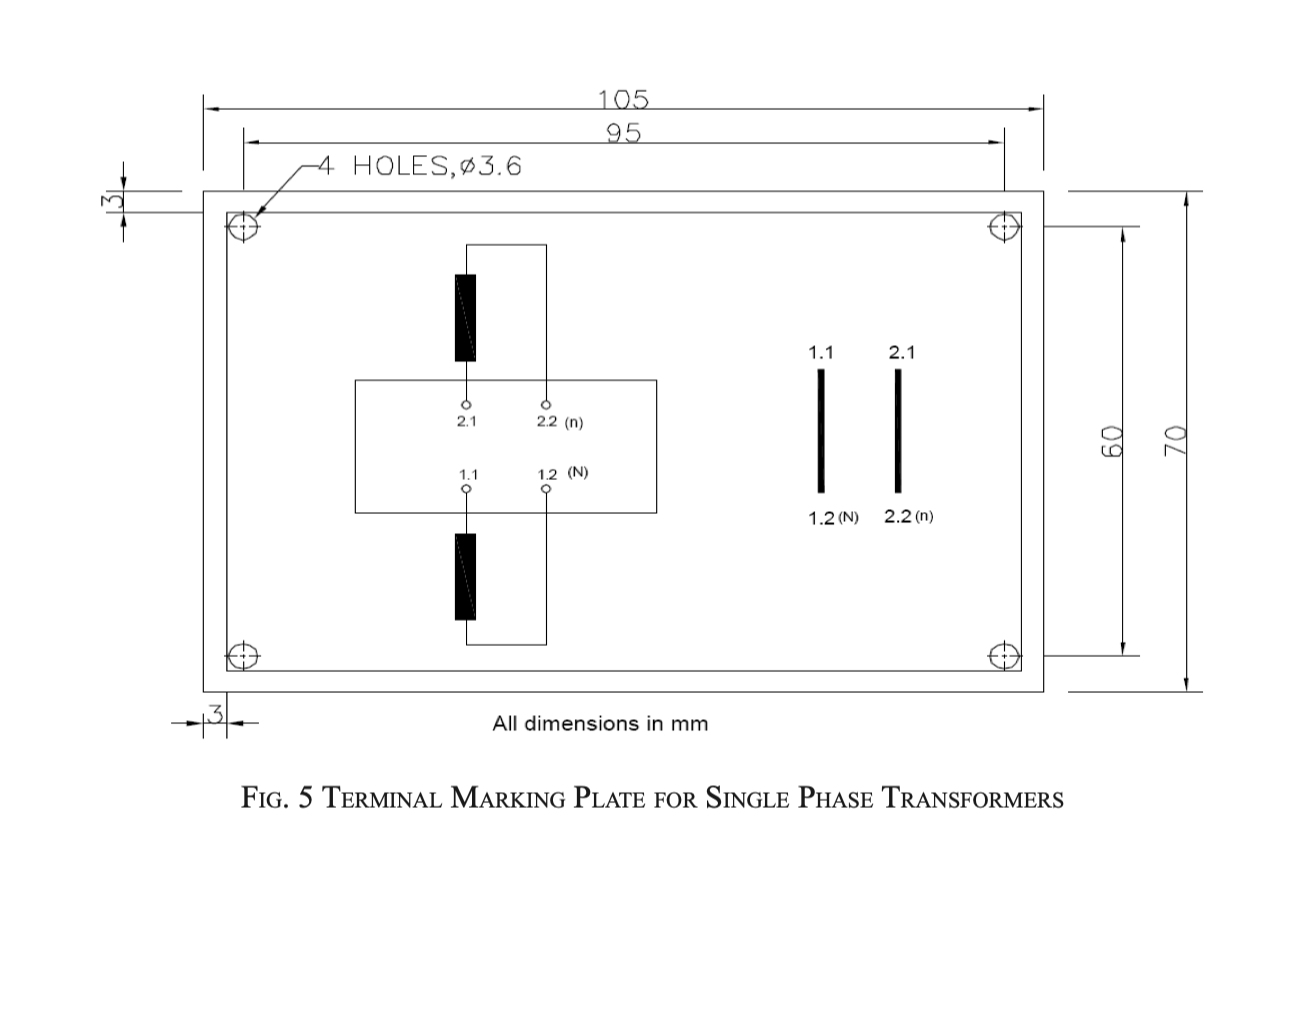 105
95
4 HOLES,ø3.6
3
2.1 2.2 (n)
1.1 1.2 (N)
1.1 2.1
1.2 (N) 2.2 (n)
60
70
3
All dimensions in mm
FIG. 5 TERMINAL MARKING PLATE FOR SINGLE PHASE TRANSFORMERS